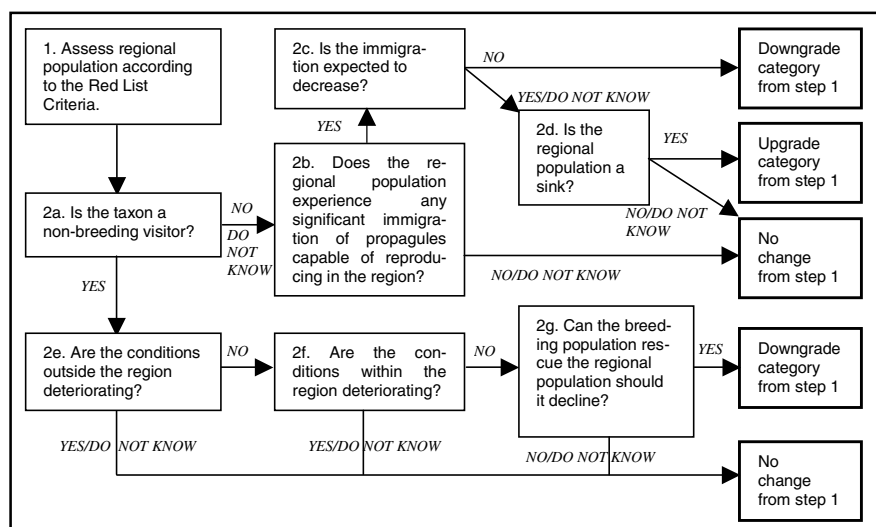 1. Assess regional
population according
to the Red List
Criteria.
2c. Is the immigra-
tion expected to
decrease?
NO
Downgrade
category
from step 1
YES/DO NOT KNOW
YES
2d. Is the
regional
population a
sink?
YES
Upgrade
category
from step 1
2a. Is the taxon a
non-breeding visitor?
NO
DO
NOT
KNOW
2b. Does the re-
gional population
experience any
significant immigra-
tion of propagules
capable of reprodu-
cing in the region?
NO/DO NOT
KNOW
NO/DO NOT KNOW
No
change
from step 1
YES
2e. Are the conditions
outside the region
deteriorating?
NO
2f. Are the con-
ditions within the
region deteriorating?
NO
2g. Can the breed-
ing population res-
cue the regional
population should
it decline?
YES
Downgrade
category
from step 1
YES/DO NOT KNOW
YES/DO NOT KNOW
NO/DO NOT KNOW
No
change
from step 1